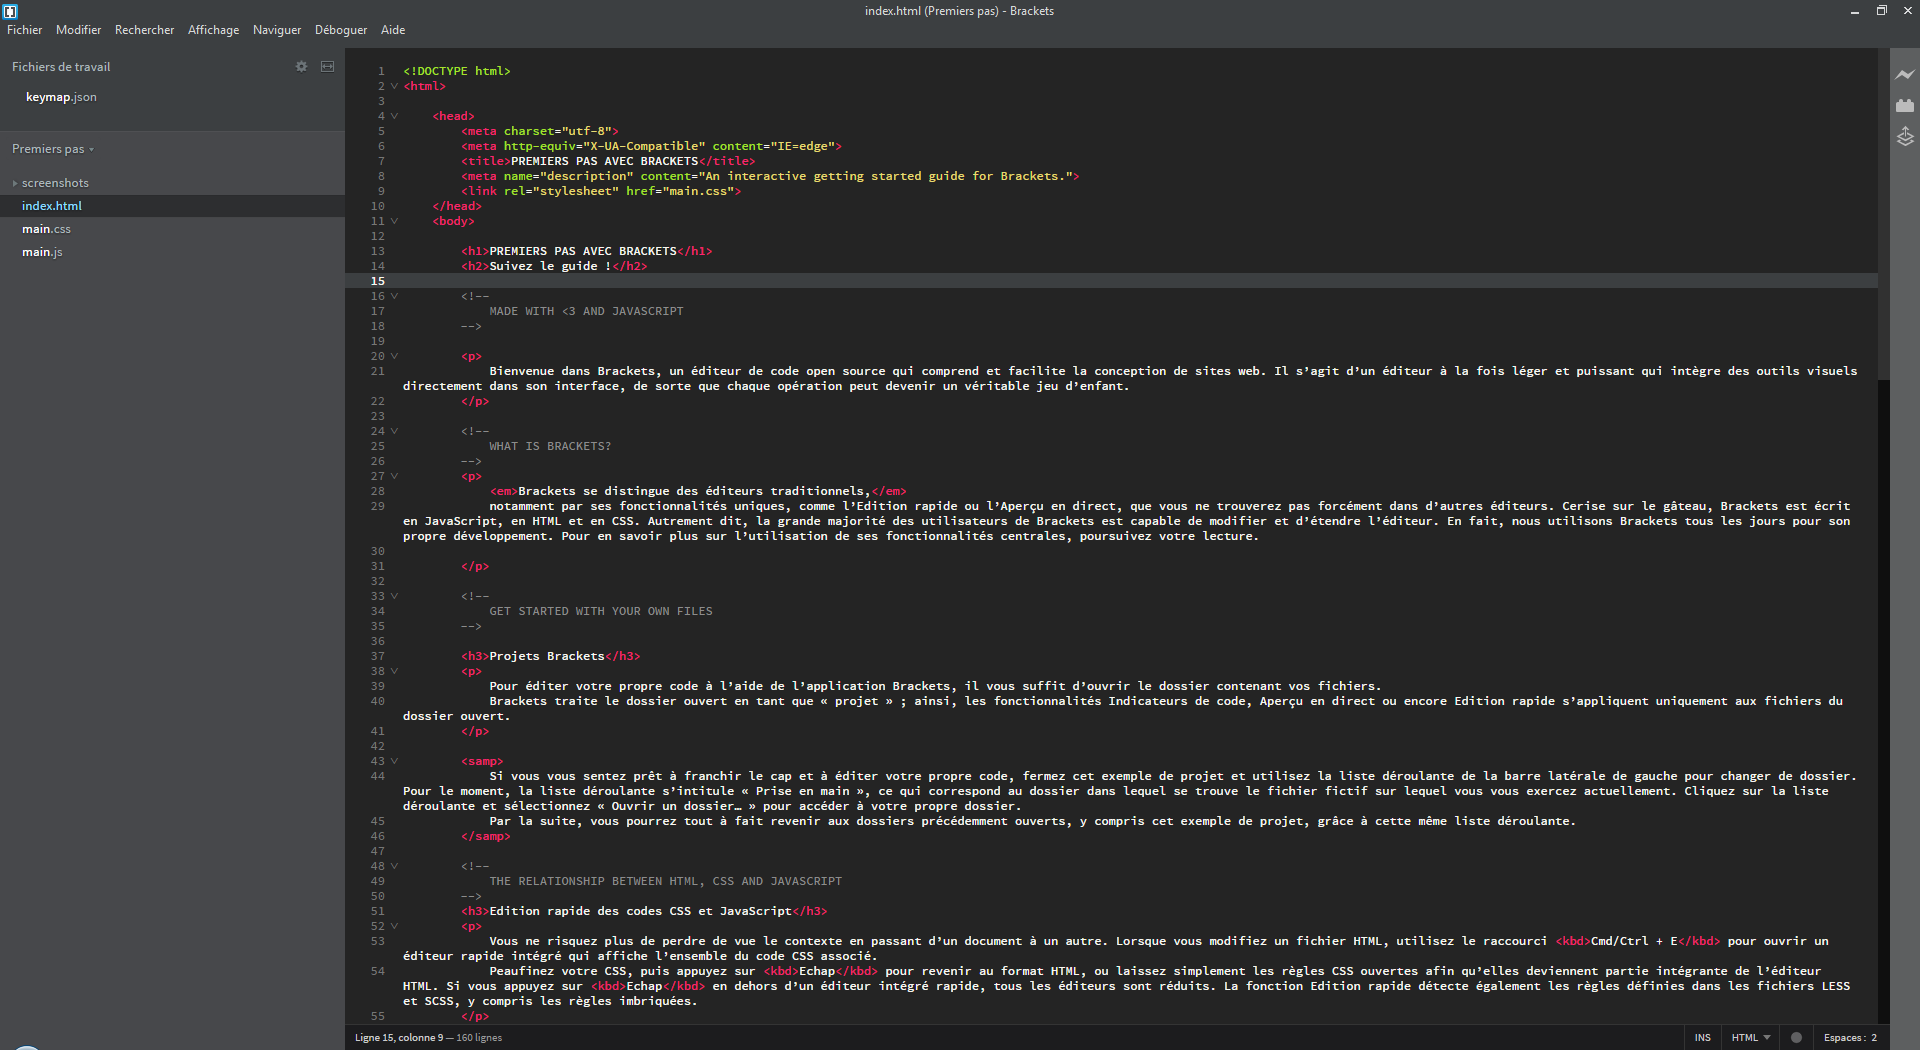 index.html (Premiers pas) - Brackets
Fichier Modifier Rechercher Affichage Naviguer Déboguer Aide
Fichiers de travail
keymap.json
Premiers pas
screenshots
index.html
main.css
main.js
1 <!DOCTYPE html>
2 <html>
3
4 <head>
5 <meta charset="utf-8">
6 <meta http-equiv="X-UA-Compatible" content="IE=edge">
7 <title>PREMIERS PAS AVEC BRACKETS</title>
8 <meta name="description" content="An interactive getting started guide for Brackets.">
9 <link rel="stylesheet" href="main.css">
10 </head>
11 <body>
12
13 <h1>PREMIERS PAS AVEC BRACKETS</h1>
14 <h2>Suivez le guide !</h2>
15
16 <!--
17 MADE WITH <3 AND JAVASCRIPT
18 -->
19
20 <p>
21 Bienvenue dans Brackets, un éditeur de code open source qui comprend et facilite la conception de sites web. Il s’agit d’un éditeur à la fois léger et puissant qui intègre des outils visuels
directement dans son interface, de sorte que chaque opération peut devenir un véritable jeu d’enfant.
22 </p>
23
24 <!--
25 WHAT IS BRACKETS?
26 -->
27 <p>
28 <em>Brackets se distingue des éditeurs traditionnels,</em>
29 notamment par ses fonctionnalités uniques, comme l’Edition rapide ou l’Aperçu en direct, que vous ne trouverez pas forcément dans d’autres éditeurs. Cerise sur le gâteau, Brackets est écrit
en JavaScript, en HTML et en CSS. Autrement dit, la grande majorité des utilisateurs de Brackets est capable de modifier et d’étendre l’éditeur. En fait, nous utilisons Brackets tous les jours pour son
propre développement. Pour en savoir plus sur l’utilisation de ses fonctionnalités centrales, poursuivez votre lecture.
30
31 </p>
32
33 <!--
34 GET STARTED WITH YOUR OWN FILES
35 -->
36
37 <h3>Projets Brackets</h3>
38 <p>
39 Pour éditer votre propre code à l’aide de l’application Brackets, il vous suffit d’ouvrir le dossier contenant vos fichiers.
40 Brackets traite le dossier ouvert en tant que « projet » ; ainsi, les fonctionnalités Indicateurs de code, Aperçu en direct ou encore Edition rapide s’appliquent uniquement aux fichiers du
dossier ouvert.
41 </p>
42
43 <samp>
44 Si vous vous sentez prêt à franchir le cap et à éditer votre propre code, fermez cet exemple de projet et utilisez la liste déroulante de la barre latérale de gauche pour changer de dossier.
Pour le moment, la liste déroulante s’intitule « Prise en main », ce qui correspond au dossier dans lequel se trouve le fichier fictif sur lequel vous vous exercez actuellement. Cliquez sur la liste
déroulante et sélectionnez « Ouvrir un dossier… » pour accéder à votre propre dossier.
45 Par la suite, vous pourrez tout à fait revenir aux dossiers précédemment ouverts, y compris cet exemple de projet, grâce à cette même liste déroulante.
46 </samp>
47
48 <!--
49 THE RELATIONSHIP BETWEEN HTML, CSS AND JAVASCRIPT
50 -->
51 <h3>Edition rapide des codes CSS et JavaScript</h3>
52 <p>
53 Vous ne risquez plus de perdre de vue le contexte en passant d’un document à un autre. Lorsque vous modifiez un fichier HTML, utilisez le raccourci <kbd>Cmd/Ctrl + E</kbd> pour ouvrir un
éditeur rapide intégré qui affiche l’ensemble du code CSS associé.
54 Peaufinez votre CSS, puis appuyez sur <kbd>Echap</kbd> pour revenir au format HTML, ou laissez simplement les règles CSS ouvertes afin qu’elles deviennent partie intégrante de l’éditeur
HTML. Si vous appuyez sur <kbd>Echap</kbd> en dehors d’un éditeur intégré rapide, tous les éditeurs sont réduits. La fonction Edition rapide détecte également les règles définies dans les fichiers LESS
et SCSS, y compris les règles imbriquées.
55 </p>
Ligne 15, colonne 9 — 160 lignes
INS HTML Espaces : 2